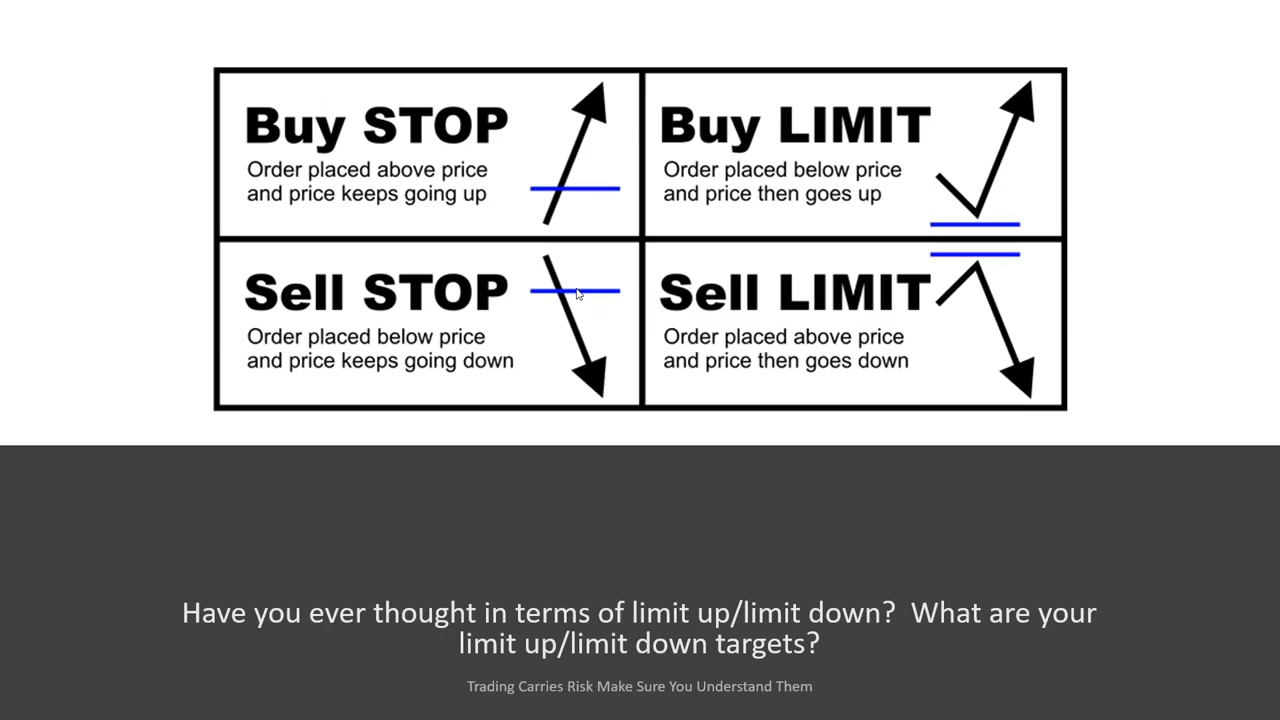 Buy STOP
Order placed above price
and price keeps going up
Buy LIMIT
Order placed below price
and price then goes up
Sell STOP
Order placed below price
and price keeps going down
Sell LIMIT
Order placed above price
and price then goes down
Have you ever thought in terms of limit up/limit down?  What are your
limit up/limit down targets?
Trading Carries Risk Make Sure You Understand Them